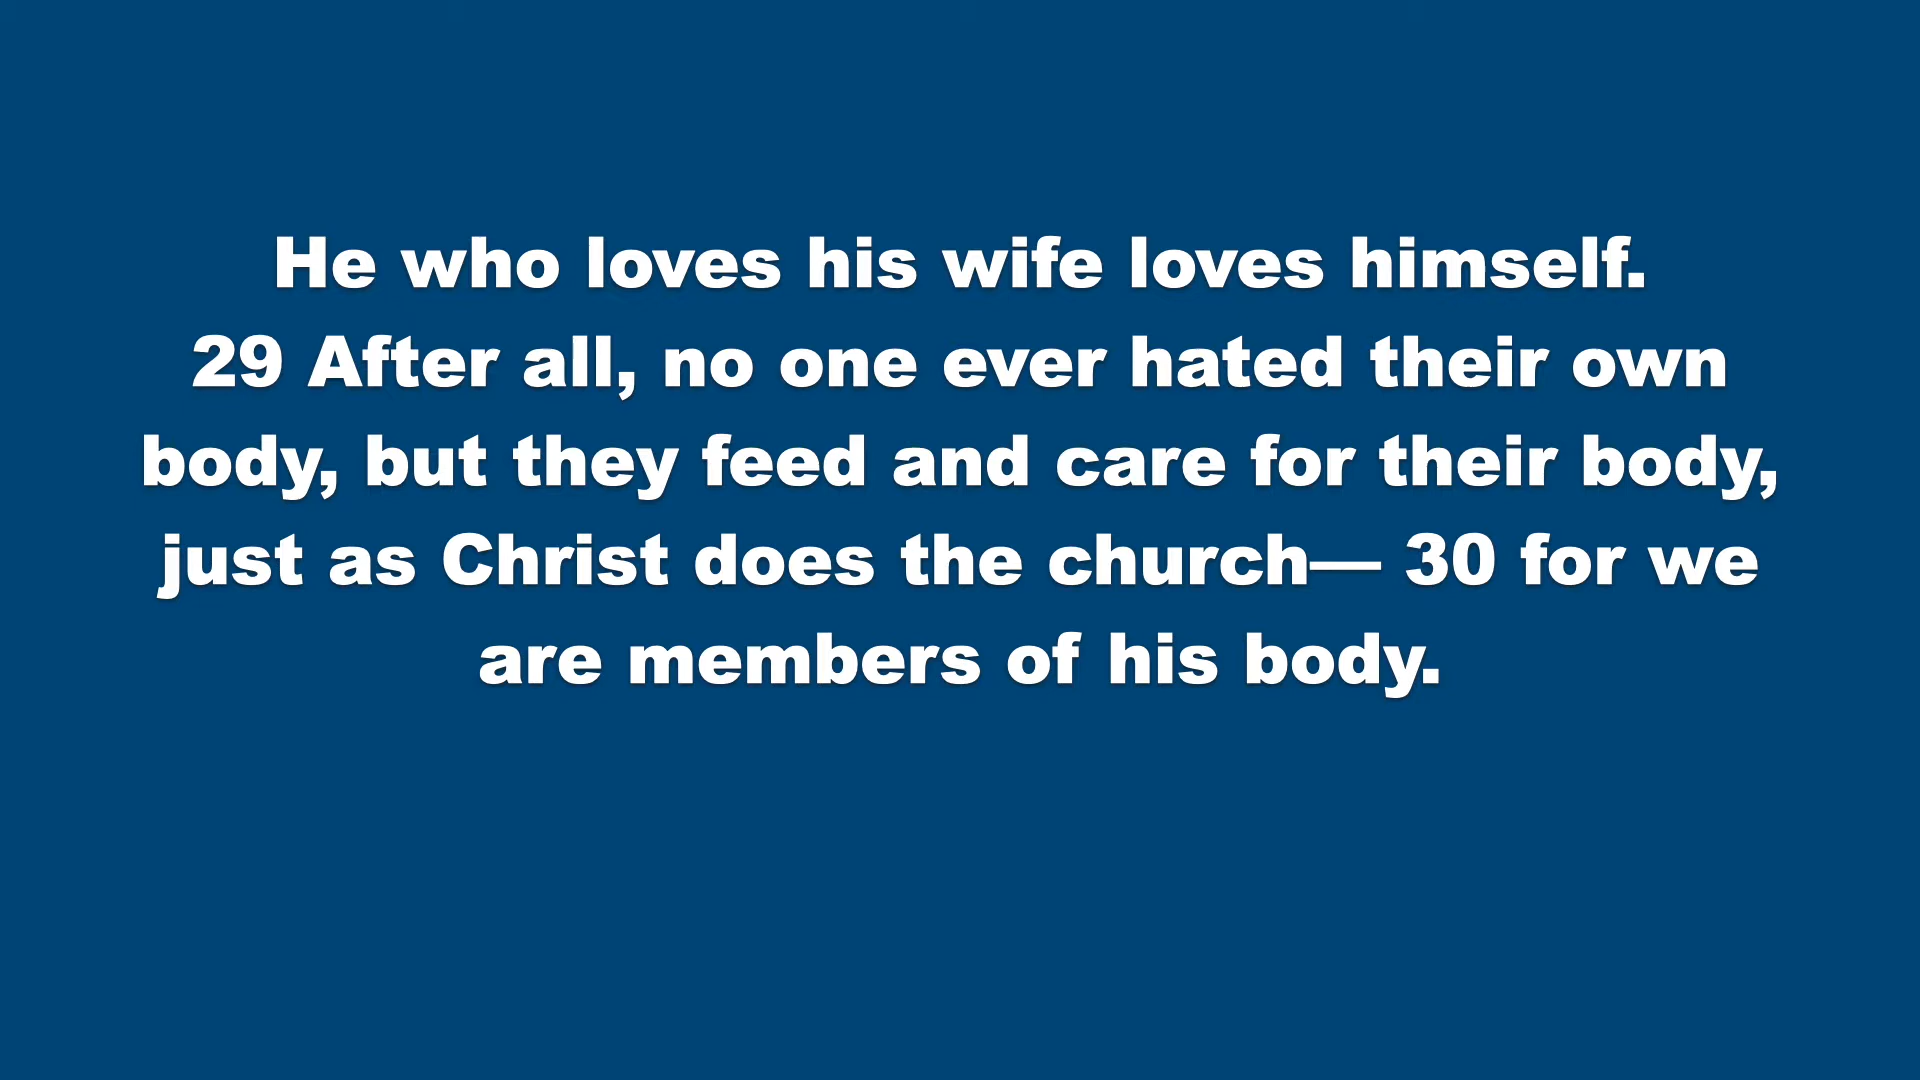 He who loves his wife loves himself.
29 After all, no one ever hated their own
body, but they feed and care for their body,
just as Christ does the church— 30 for we
are members of his body.